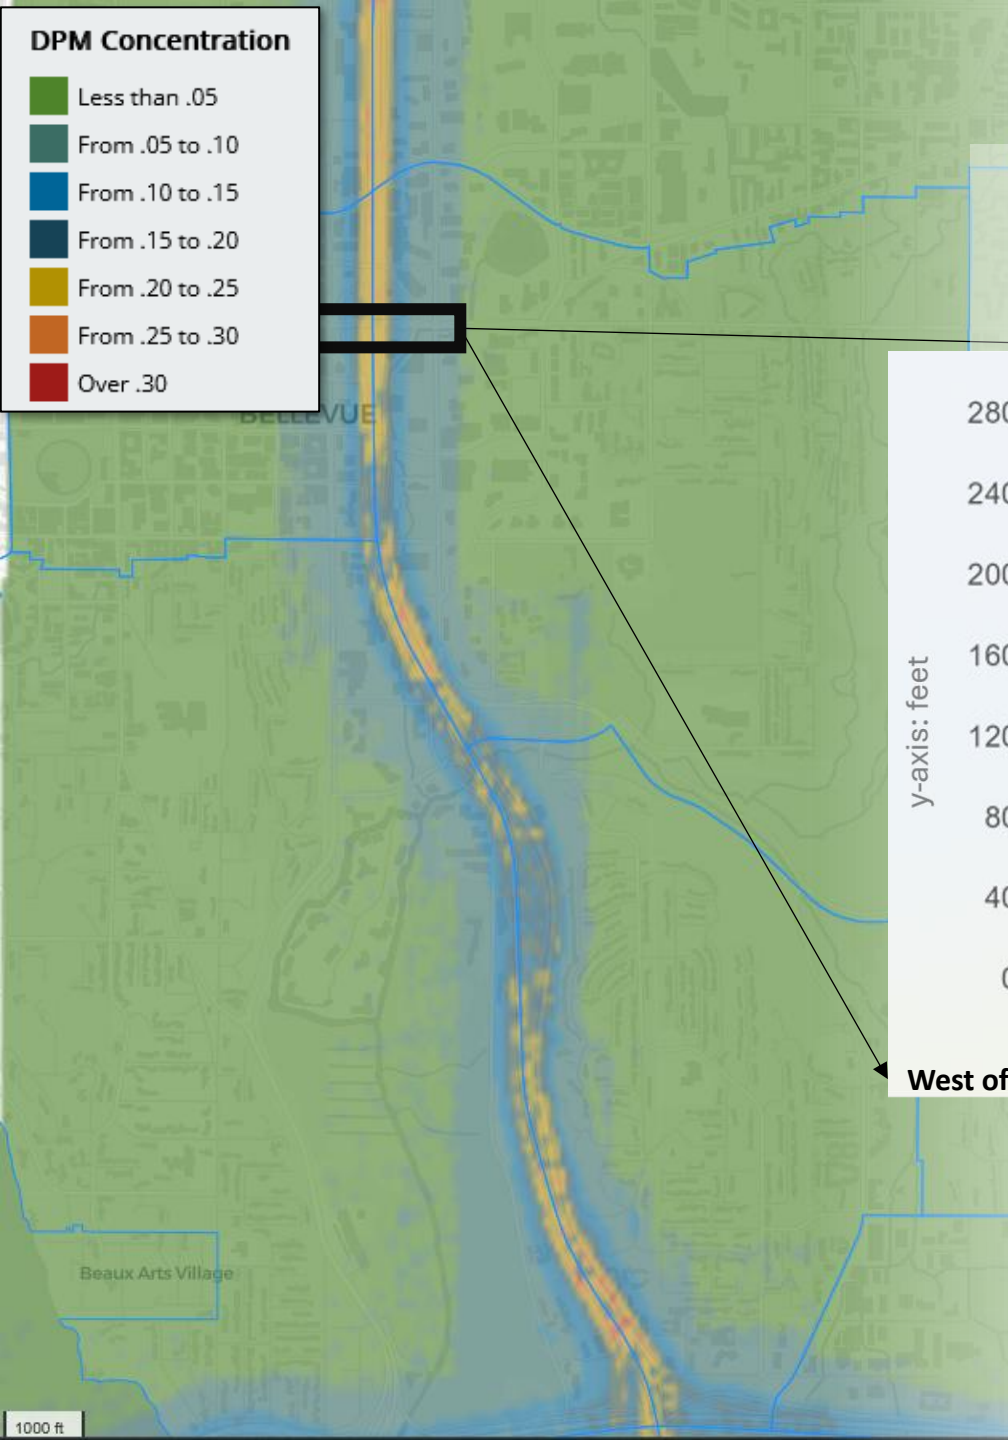 DPM Concentration
Less than .05
From .05 to .10
From .10 to .15
From .15 to .20
From .20 to .25
From .25 to .30
Over .30
BELLEVUE
y-axis: feet
West of
Beaux Arts Village
1000 ft